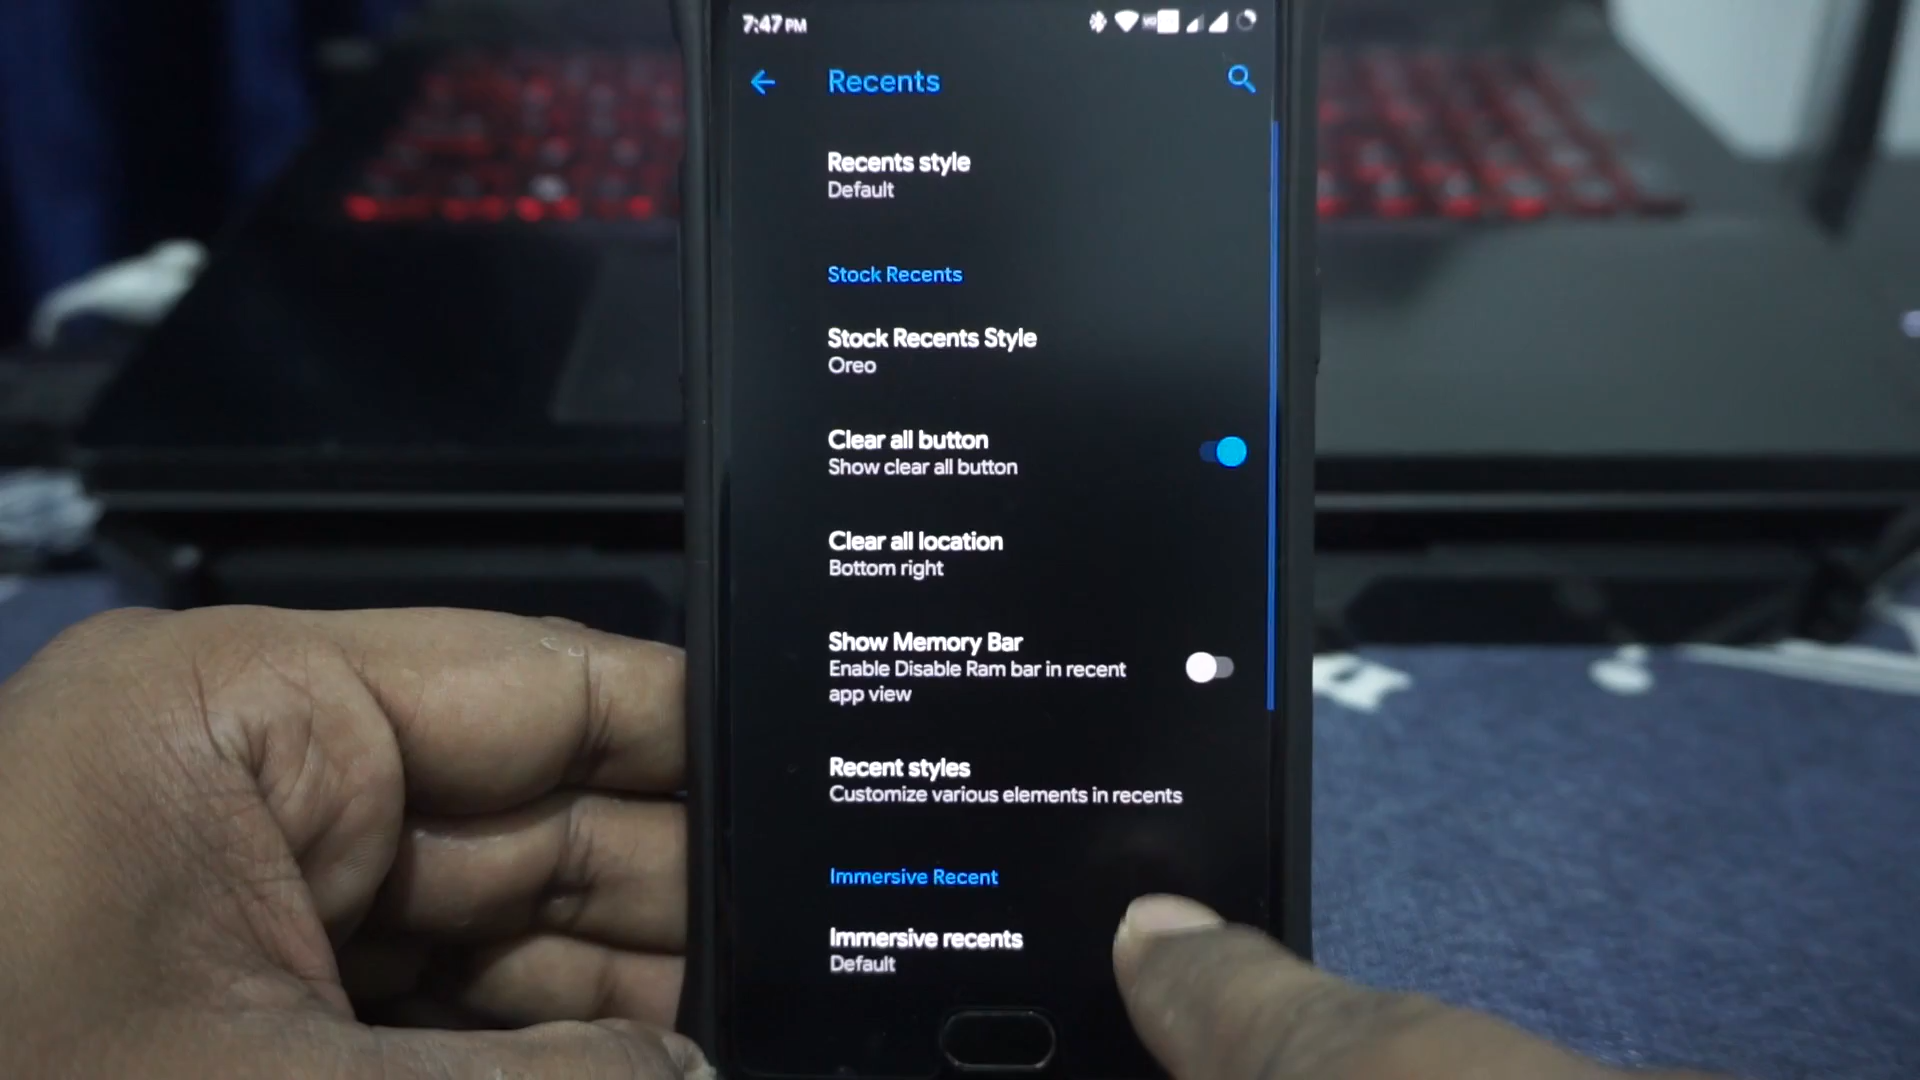 7:47 PM
Recents
Recents style
Default
Stock Recents
Stock Recents Style
Oreo
Clear all button
Show clear all button
Clear all location
Bottom right
Show Memory Bar
Enable Disable Ram bar in recent
app view
Recent styles
Customize various elements in recents
Immersive Recent
Immersive recents
Default